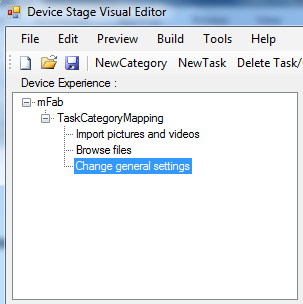 Device Stage Visual Editor
File Edit Preview Build Tools Help
NewCategory NewTask Delete Task/
Device Experience :
mFab
TaskCategoryMapping
Import pictures and videos
Browse files
Change general settings